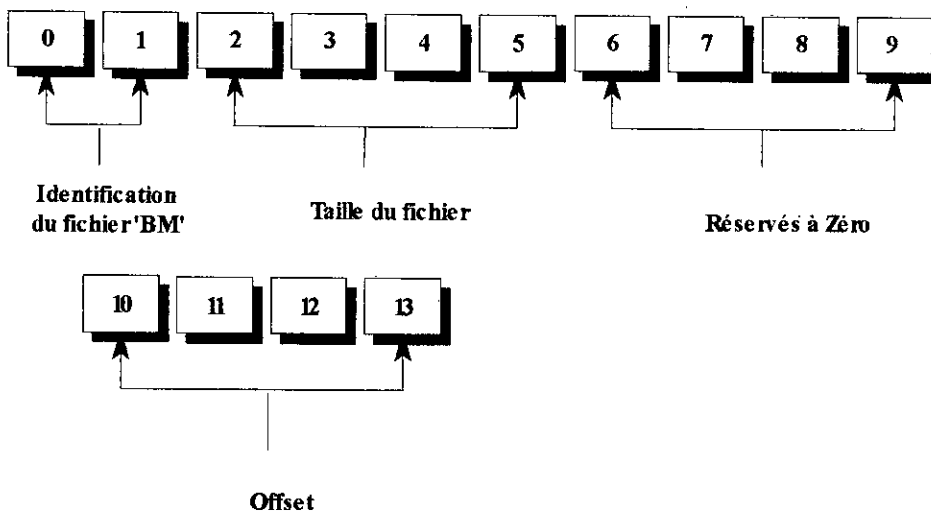 0 1 2 3 4 5 6 7 8 9
Identification
du fichier 'BM'
Taille du fichier
Réservés à Zéro
10 11 12 13
Offset